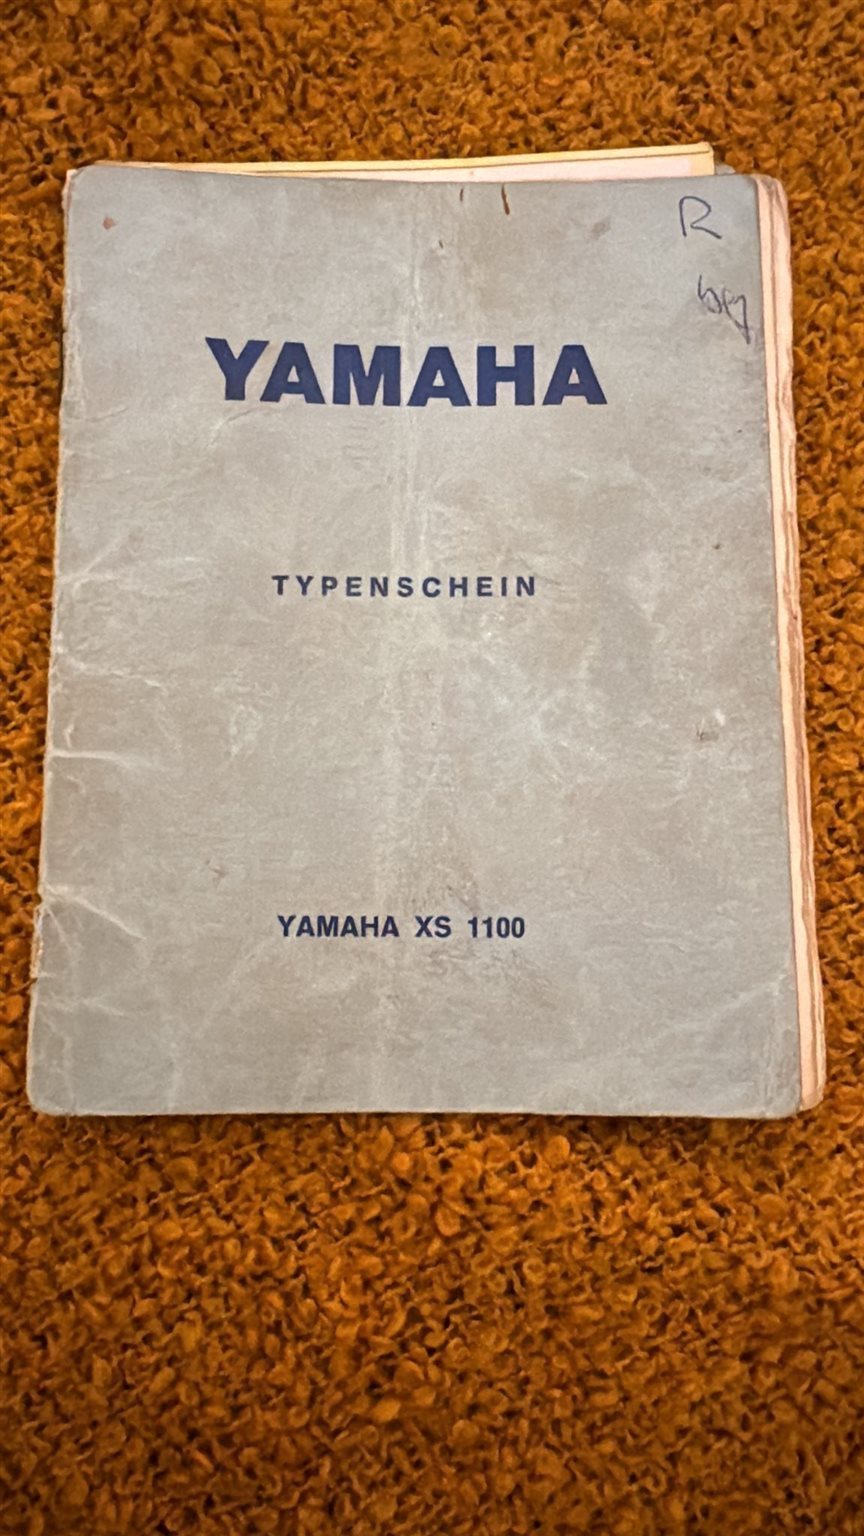 R
YAMAHA
TYPENSCHEIN
YAMAHA XS 1100